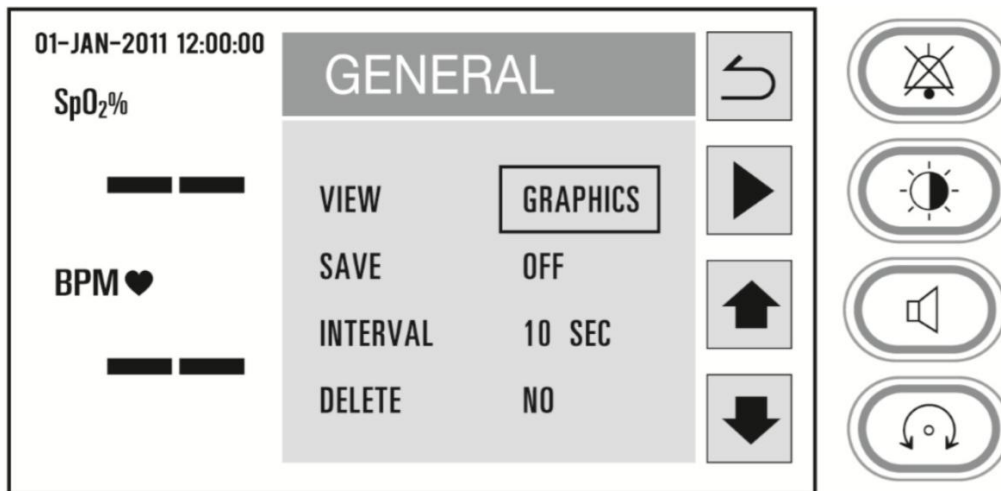 01-JAN-2011 12:00:00
SpO₂%
-- --
BPM♥
-- --
GENERAL
VIEW GRAPHICS
SAVE OFF
INTERVAL 10 SEC
DELETE NO